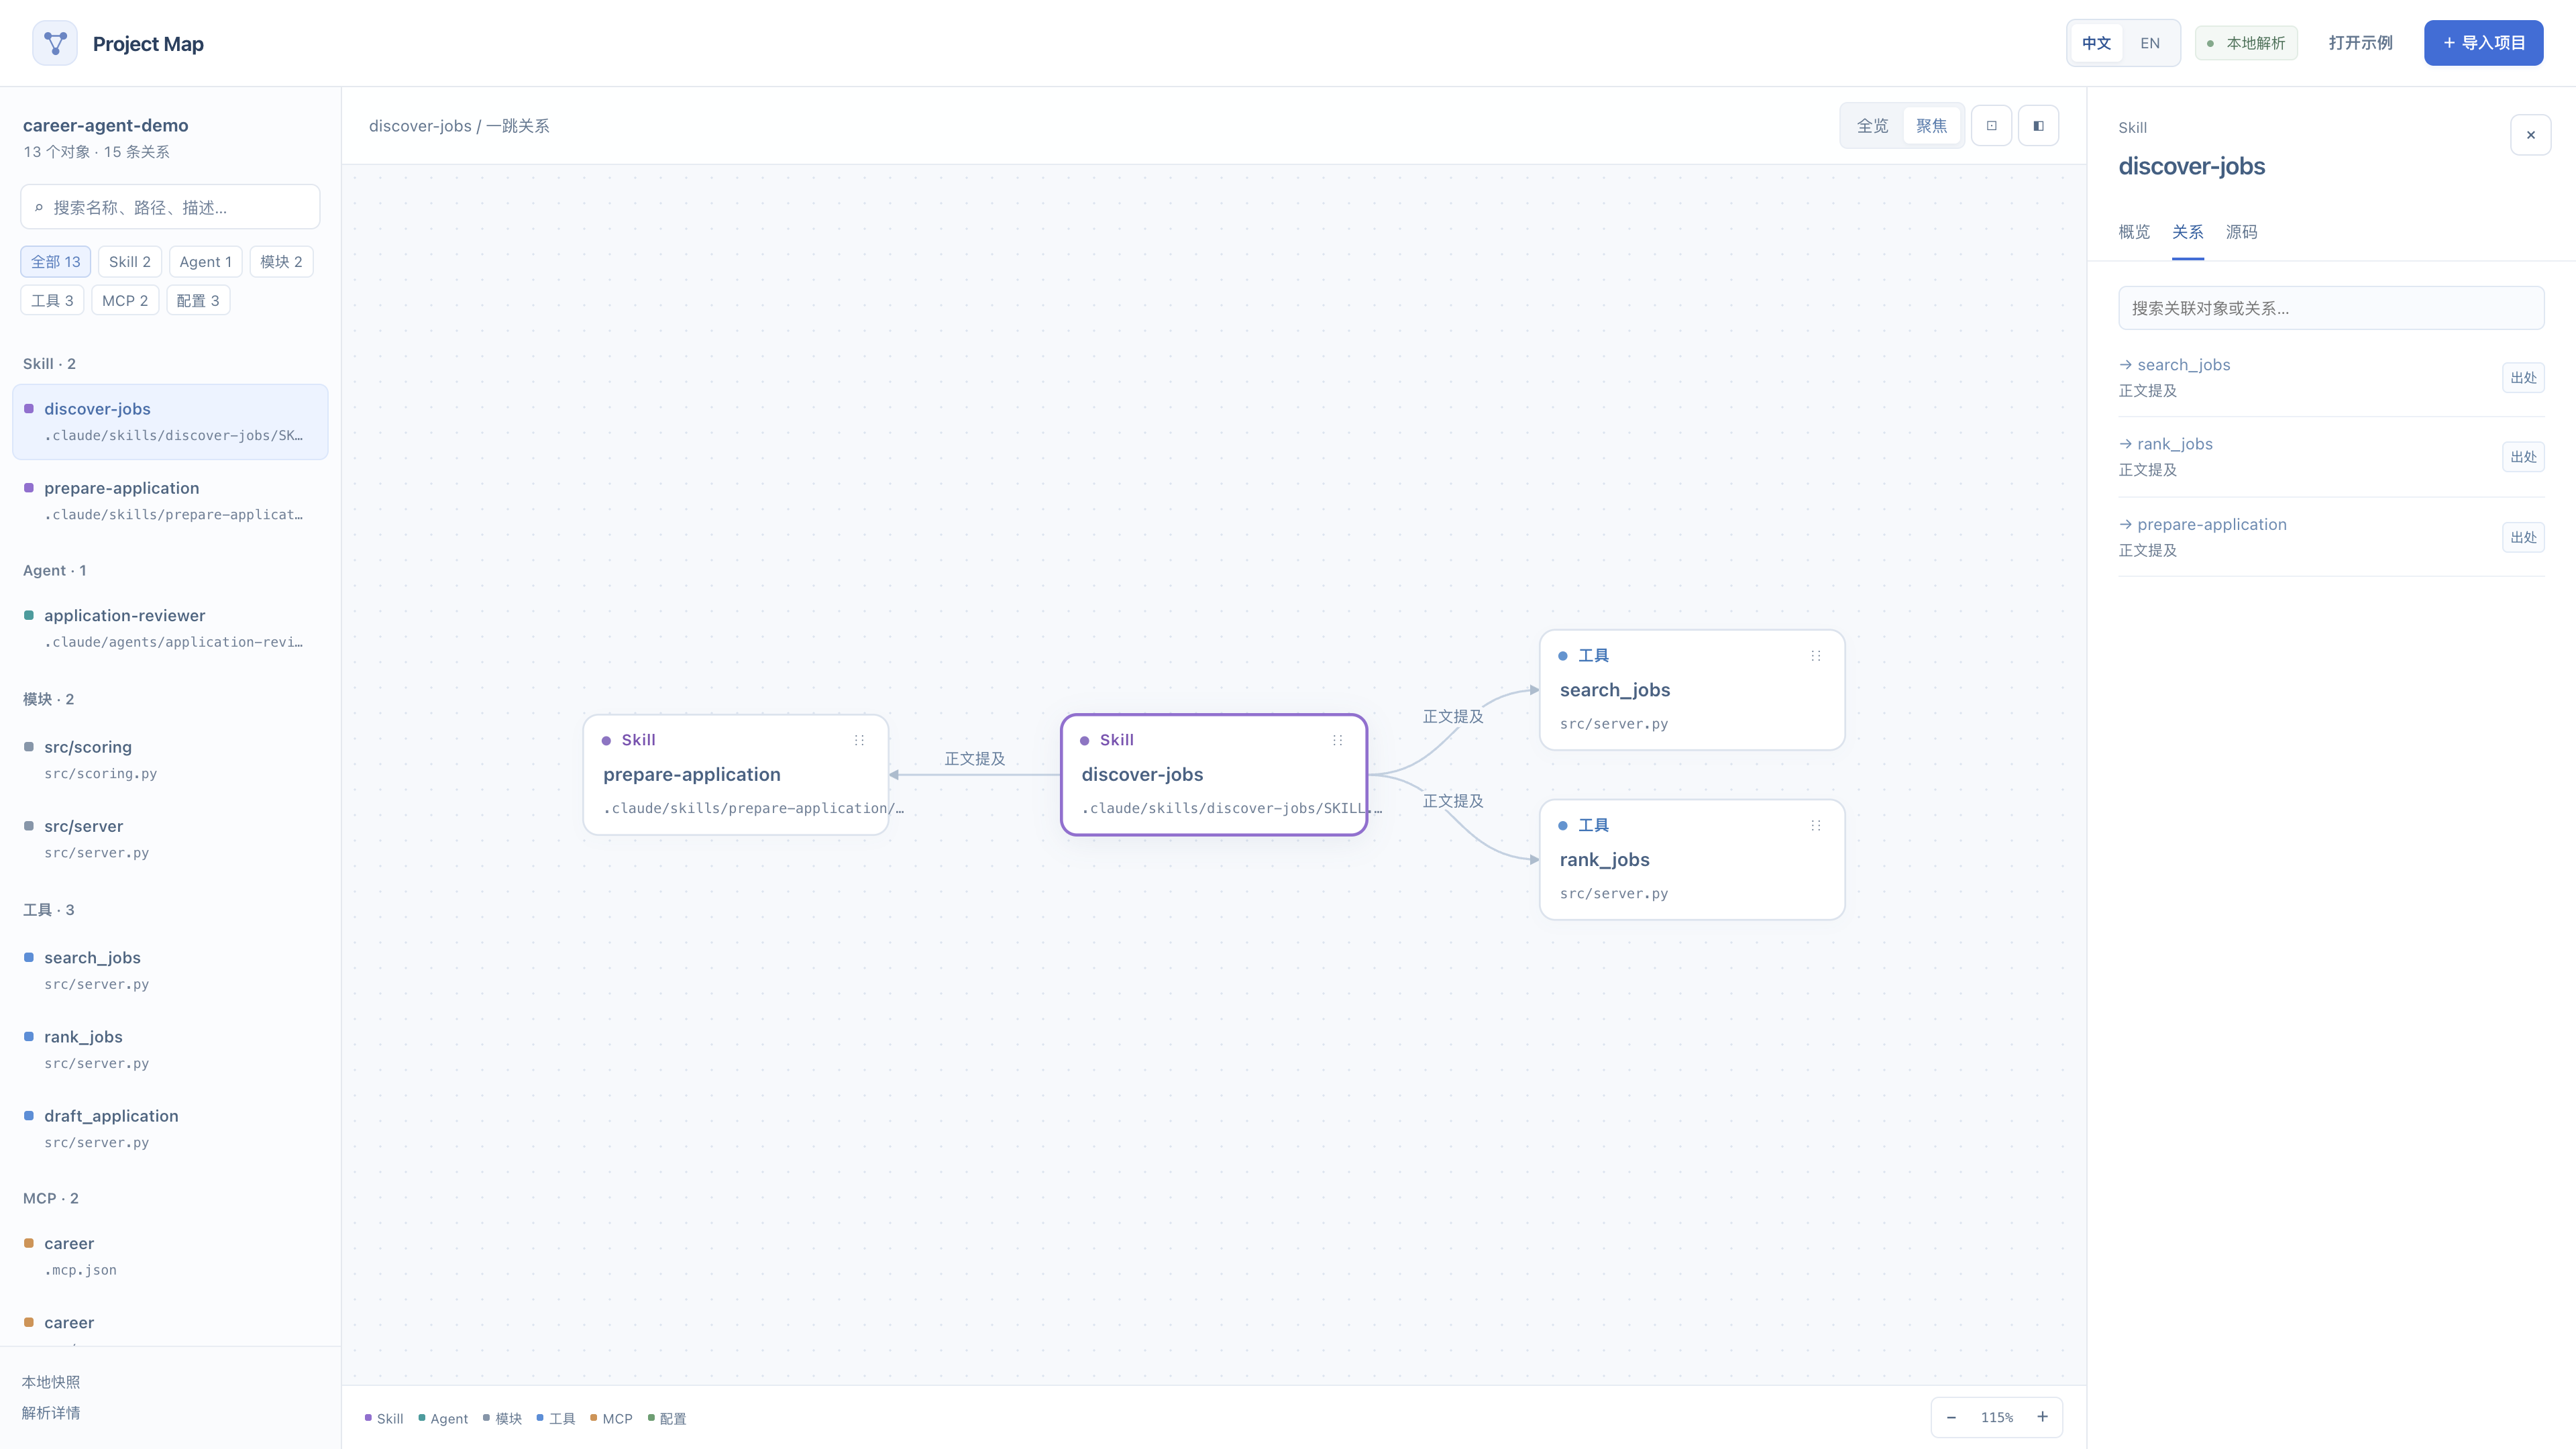 Project Map
中文
EN
本地解析
打开示例
+ 导入项目
career-agent-demo
13 个对象 · 15 条关系
搜索名称、路径、描述...
全部 13
Skill 2
Agent 1
模块 2
工具 3
MCP 2
配置 3
Skill · 2
discover-jobs
.claude/skills/discover-jobs/SK…
prepare-application
.claude/skills/prepare-applicat…
Agent · 1
application-reviewer
.claude/agents/application-revi…
模块 · 2
src/scoring
src/scoring.py
src/server
src/server.py
工具 · 3
search_jobs
src/server.py
rank_jobs
src/server.py
draft_application
src/server.py
MCP · 2
career
.mcp.json
career
本地快照
解析详情
discover-jobs / 一跳关系
全览
聚焦
工具
search_jobs
src/server.py
正文提及
Skill
prepare-application
.claude/skills/prepare-application/…
正文提及
Skill
discover-jobs
.claude/skills/discover-jobs/SKILL.…
正文提及
工具
rank_jobs
src/server.py
Skill
Agent
模块
工具
MCP
配置
− 115% +
Skill
×
discover-jobs
概览
关系
源码
搜索关联对象或关系...
→ search_jobs
正文提及
出处
→ rank_jobs
正文提及
出处
→ prepare-application
正文提及
出处